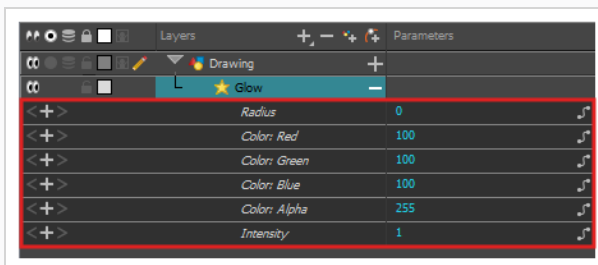 Layers Parameters
Drawing
Glow
Radius 0
Color: Red 100
Color: Green 100
Color: Blue 100
Color: Alpha 255
Intensity 1